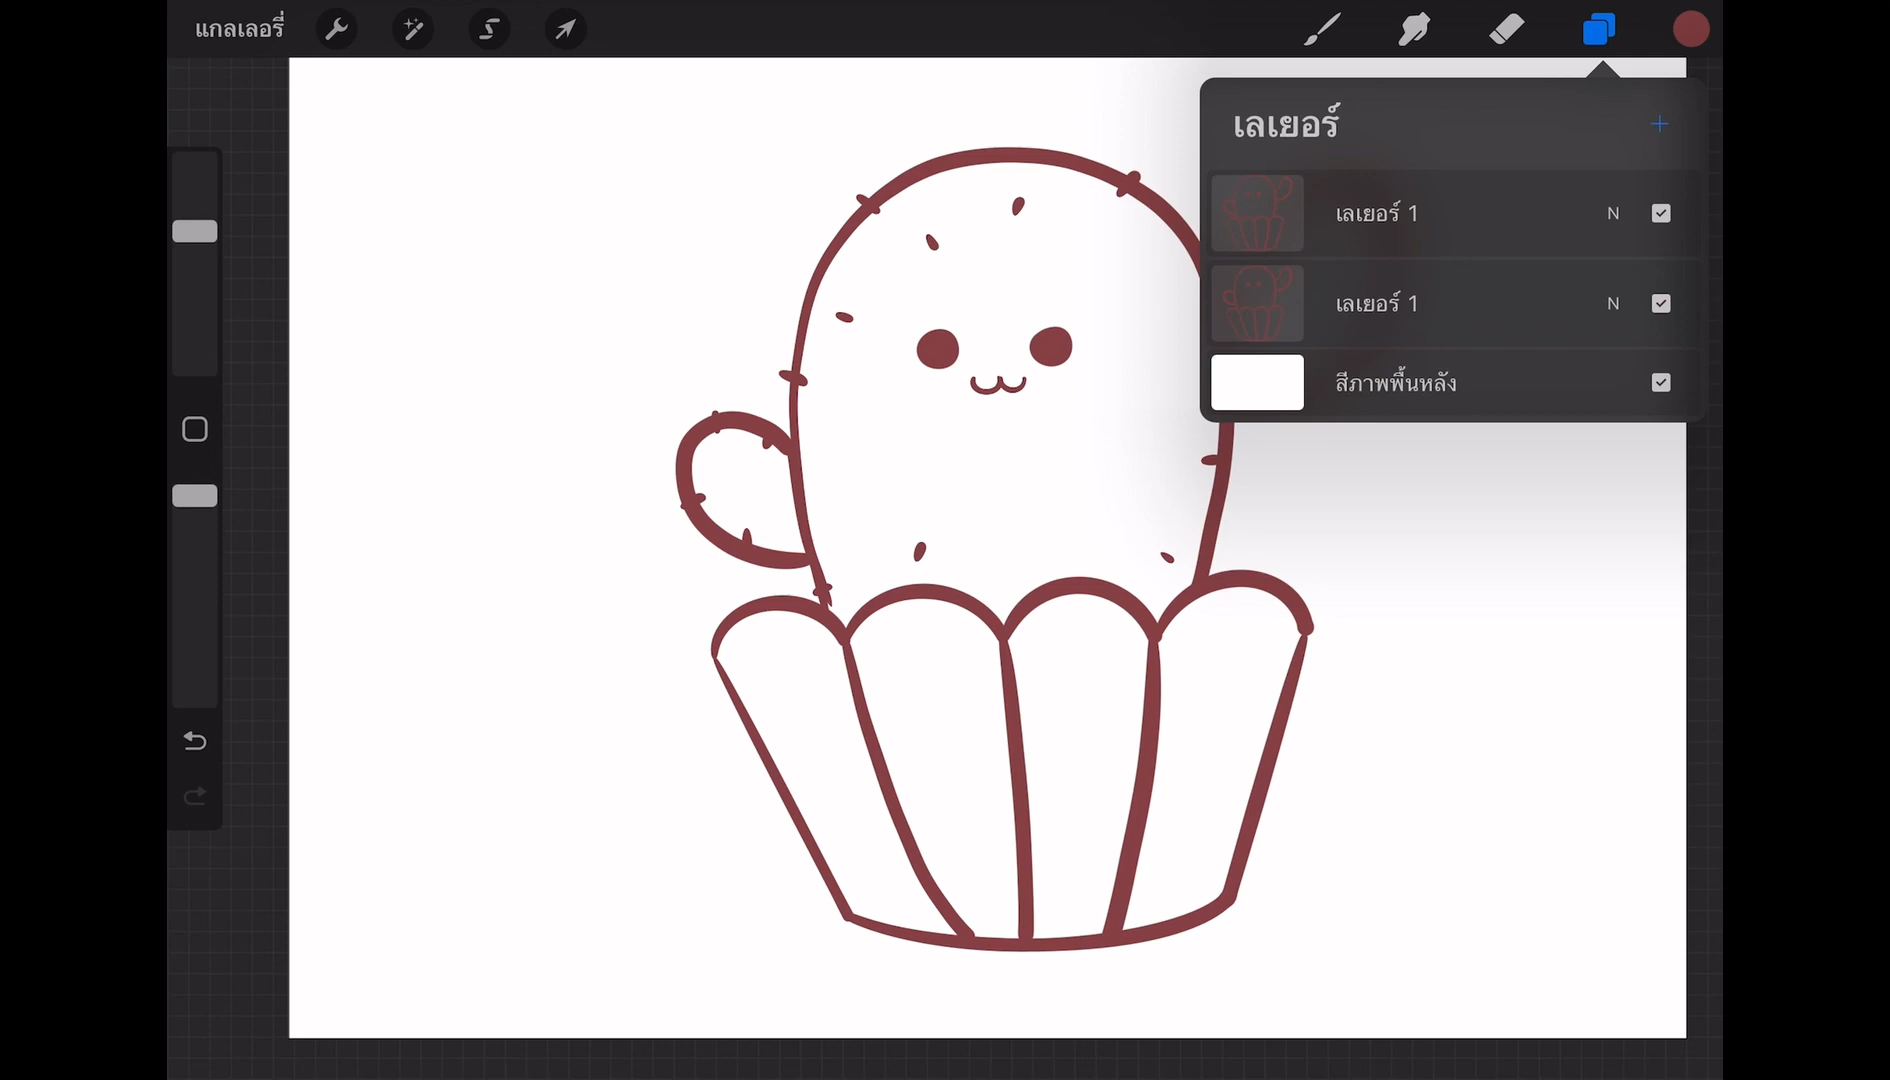 แกลเลอรี่
เลเยอร์
เลเยอร์ 1 N
เลเยอร์ 1 N
สีภาพพื้นหลัง